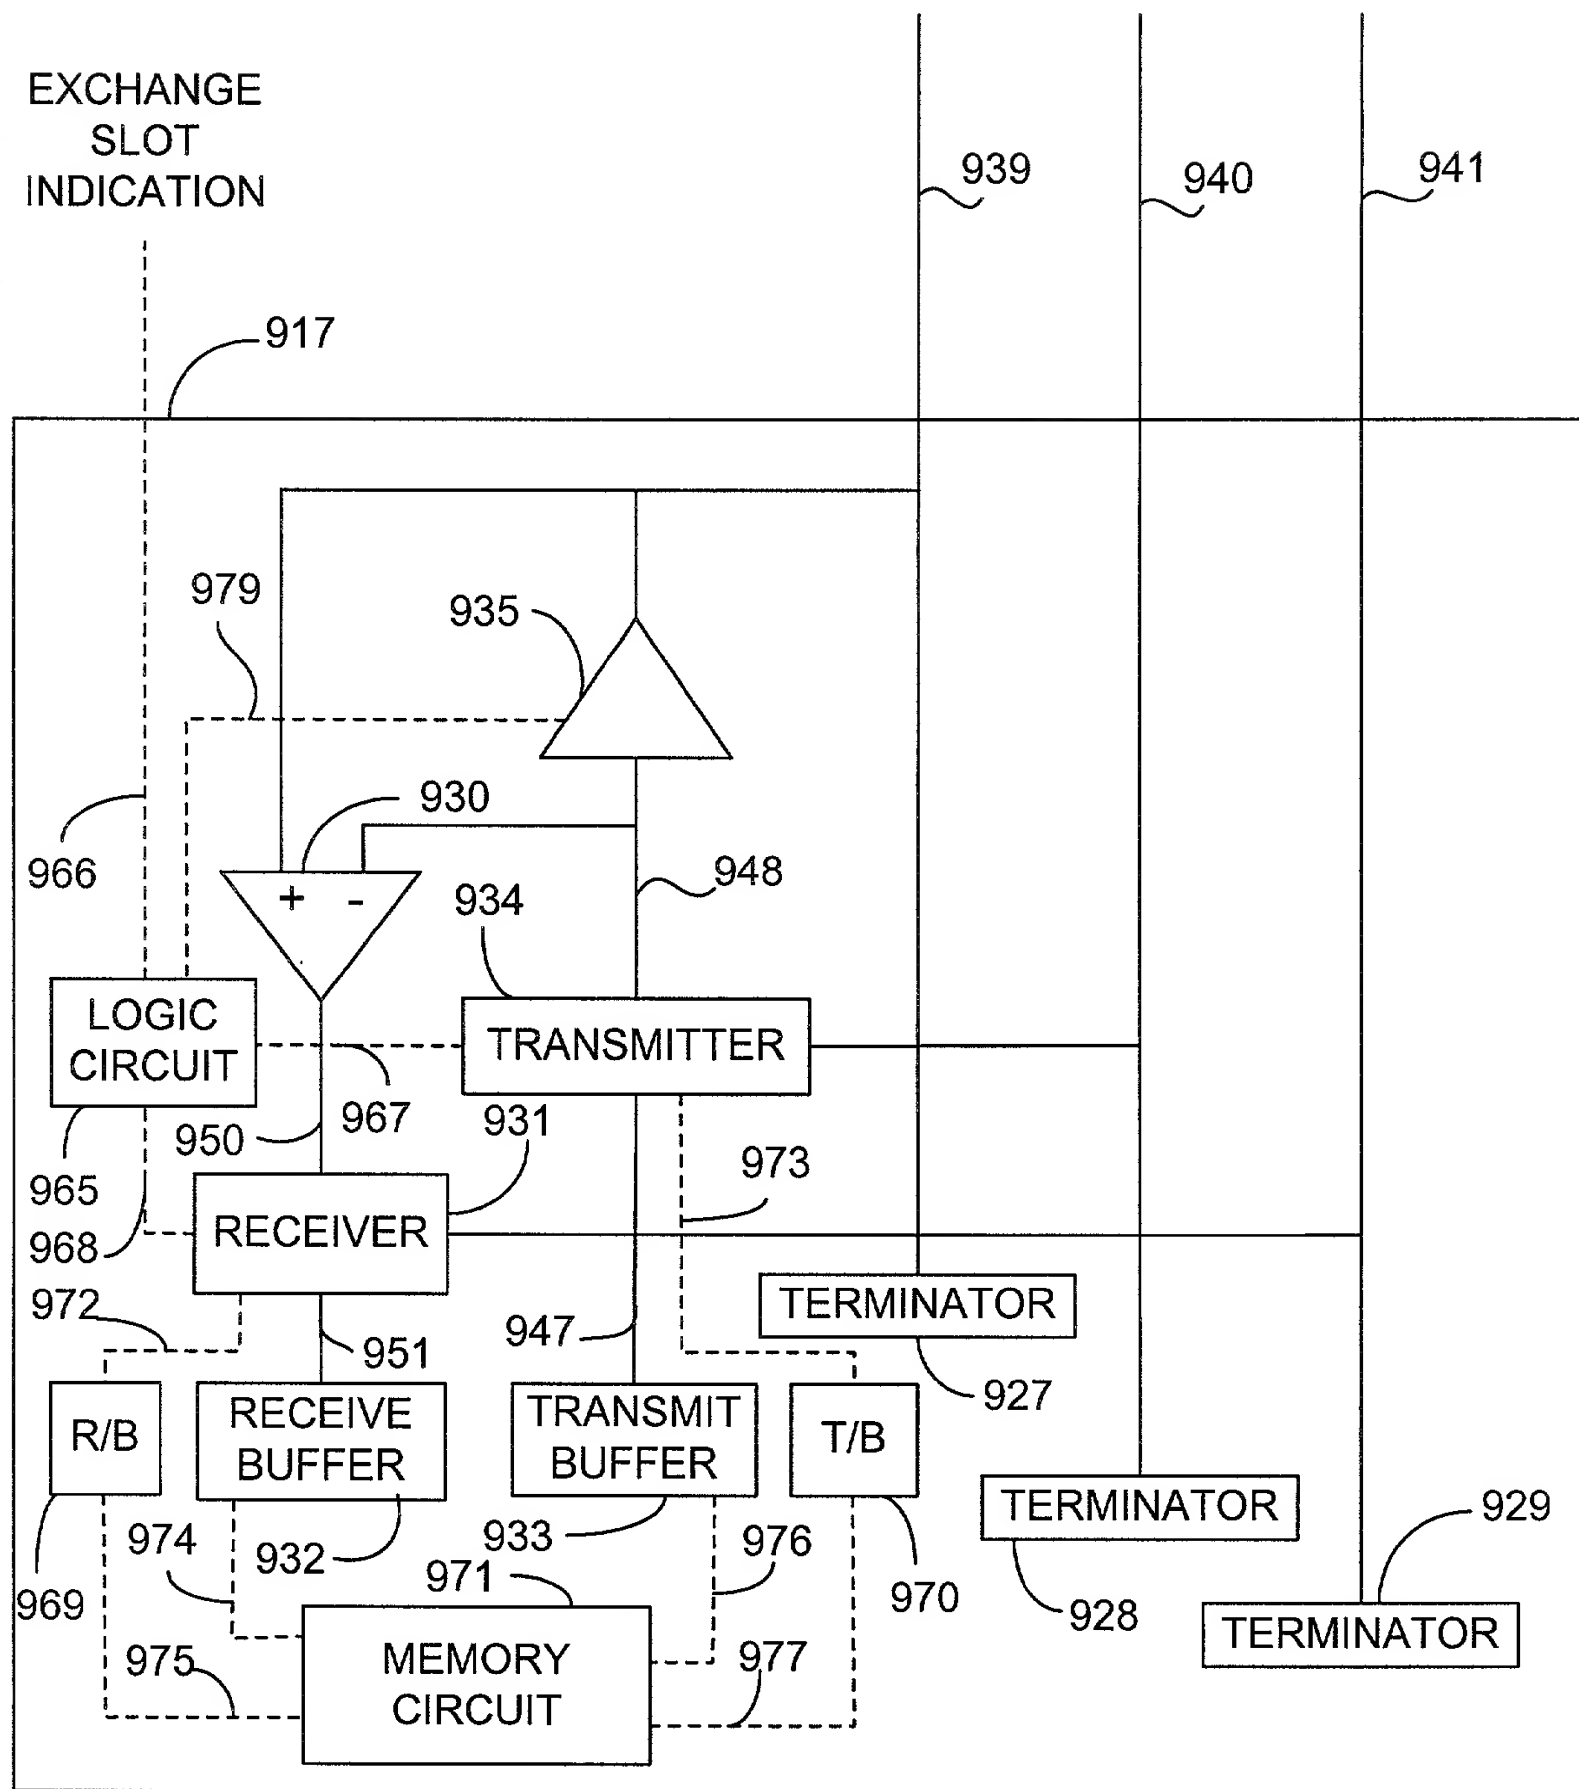 EXCHANGE
SLOT
INDICATION
939
940
941
917
979
935
930
966
948
934
+ -
LOGIC
CIRCUIT
TRANSMITTER
967
931
950
965
973
RECEIVER
968
972
TERMINATOR
947
951
927
R/B
RECEIVE
BUFFER
TRANSMIT
BUFFER
T/B
TERMINATOR
929
974
932
933
976
971
969
970
928
TERMINATOR
975
MEMORY
CIRCUIT
977